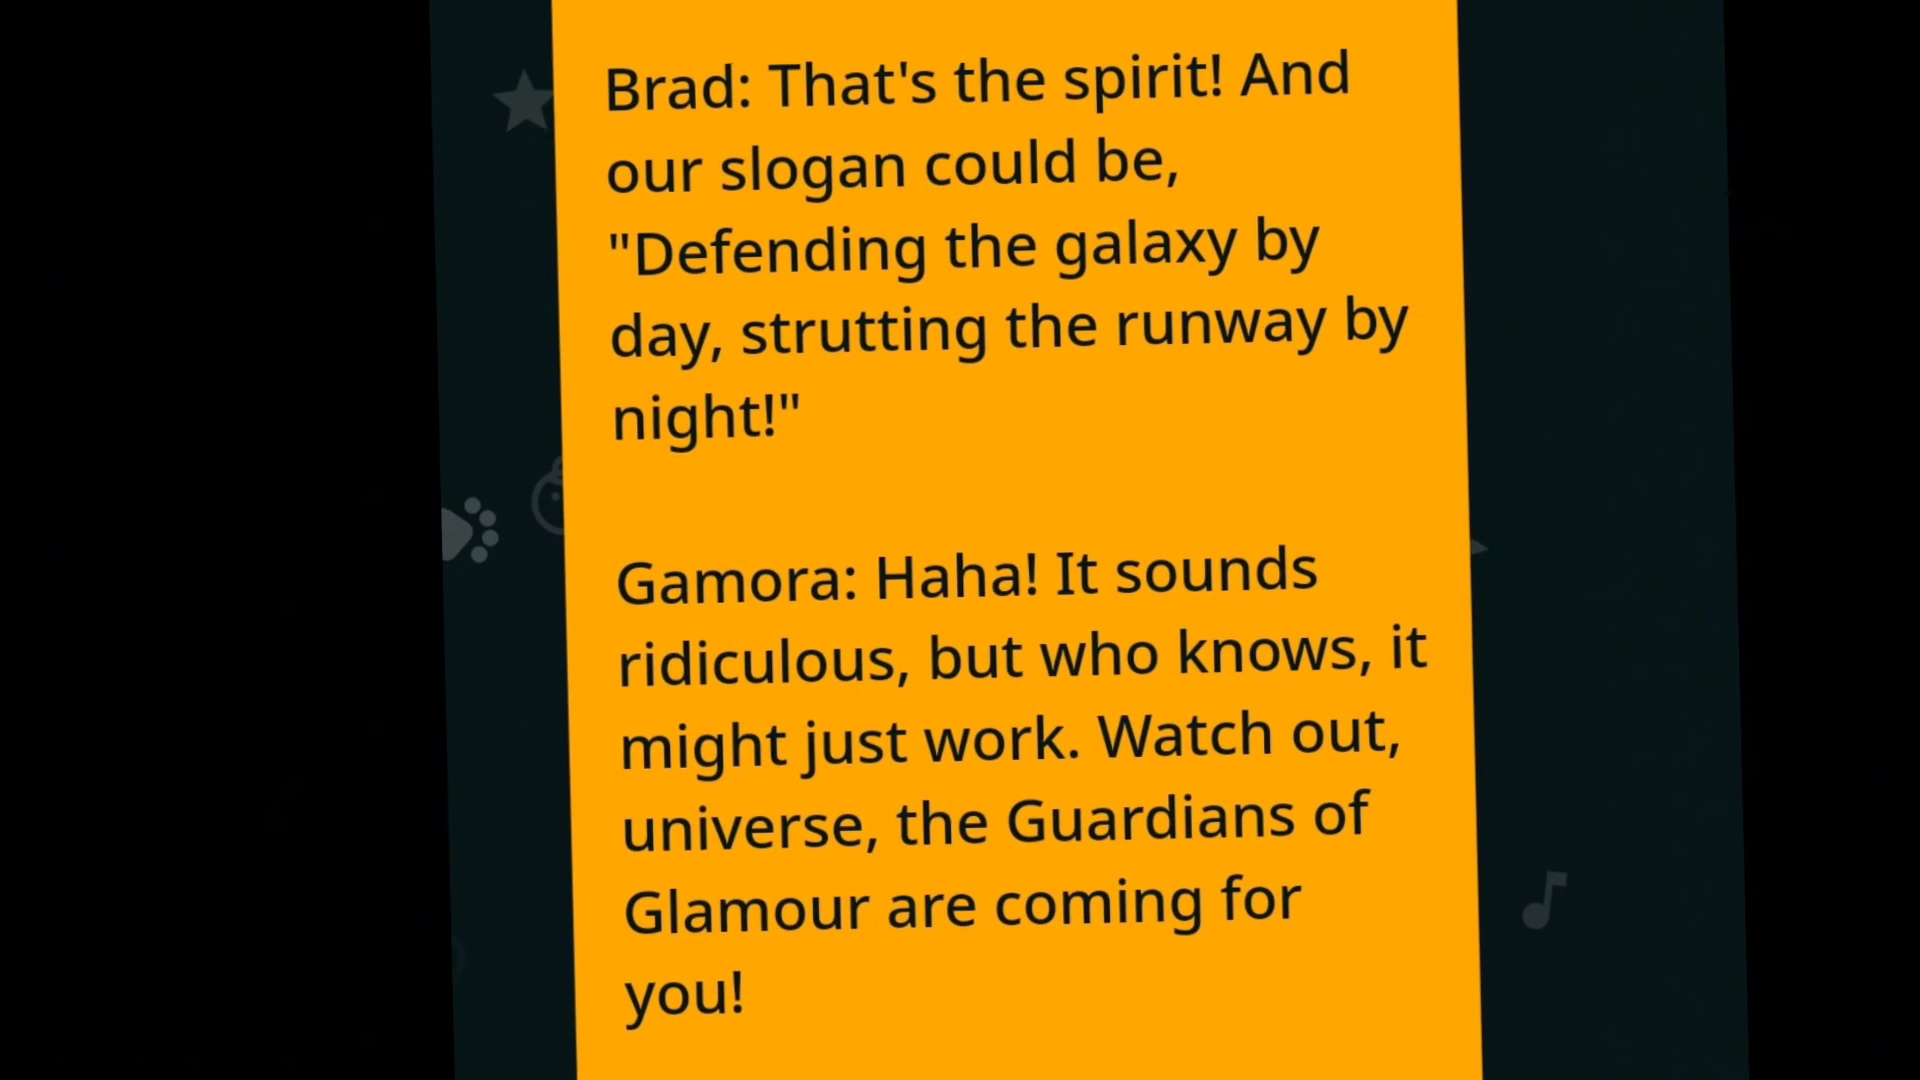 Brad: That's the spirit! And
our slogan could be,
"Defending the galaxy by
day, strutting the runway by
night!"
Gamora: Haha! It sounds
ridiculous, but who knows, it
might just work. Watch out,
universe, the Guardians of
Glamour are coming for
you!